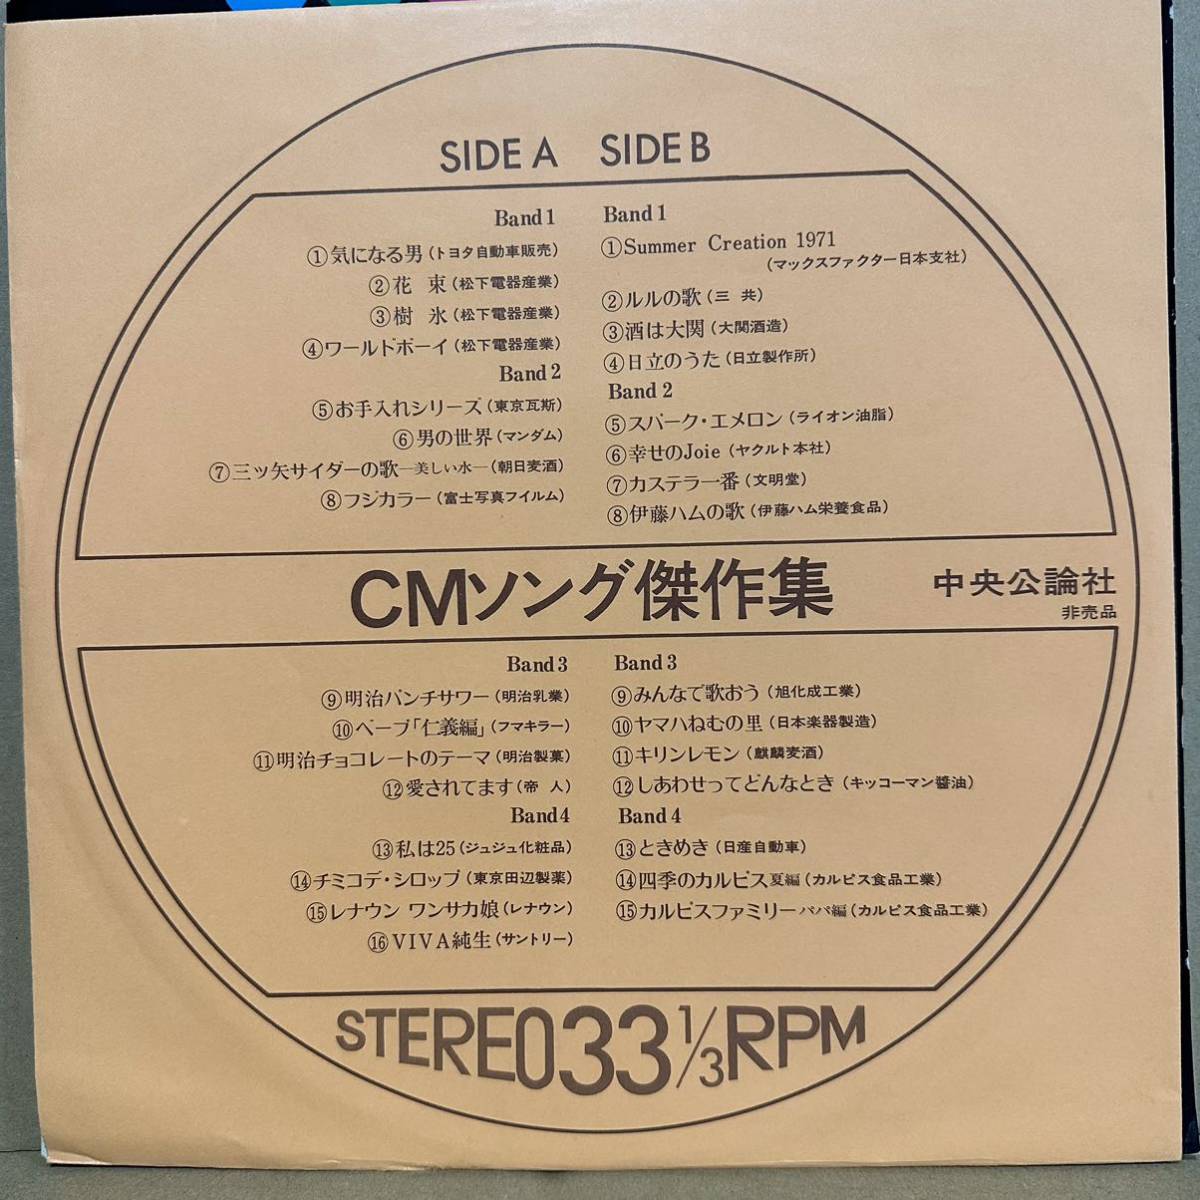 SIDE A
Band1
①気になる男(トヨタ自動車販売)
②花 束(松下電器産業)
③樹 氷(松下電器産業)
④ワールドボーイ(松下電器産業)
Band2
⑤お手入れシリーズ(東京瓦斯)
⑥男の世界(マンダム)
⑦三ツ矢サイダーの歌―美しい水―(朝日麦酒)
⑧フジカラー(富士写真フイルム)
SIDE B
Band1
①Summer Creation 1971
(マックスファクター日本支社)
②ルルの歌(三 共)
③酒は大関(大関酒造)
④日立のうた(日立製作所)
Band2
⑤スパーク・エメロン(ライオン油脂)
⑥幸せのJoie(ヤクルト本社)
⑦カステラ一番(文明堂)
⑧伊藤ハムの歌(伊藤ハム栄養食品)
CMソング傑作集
中央公論社
非売品
Band3
⑨明治パンチサワー(明治乳業)
⑩ベープ「仁義編」(フマキラー)
⑪明治チョコレートのテーマ(明治製菓)
⑫愛されてます(帝 人)
Band4
⑬私は25(ジュジュ化粧品)
⑭チミコデ・シロップ(東京田辺製薬)
⑮レナウン ワンサカ娘(レナウン)
⑯VIVA純生(サントリー)
Band3
⑨みんなで歌おう(旭化成工業)
⑩ヤマハねむの里(日本楽器製造)
⑪キリンレモン(麒麟麦酒)
⑫しあわせってどんなとき(キッコーマン醬油)
Band4
⑬ときめき(日産自動車)
⑭四季のカルピス夏編(カルピス食品工業)
⑮カルピスファミリーパパ編(カルピス食品工業)
STEREO33 1/3RPM